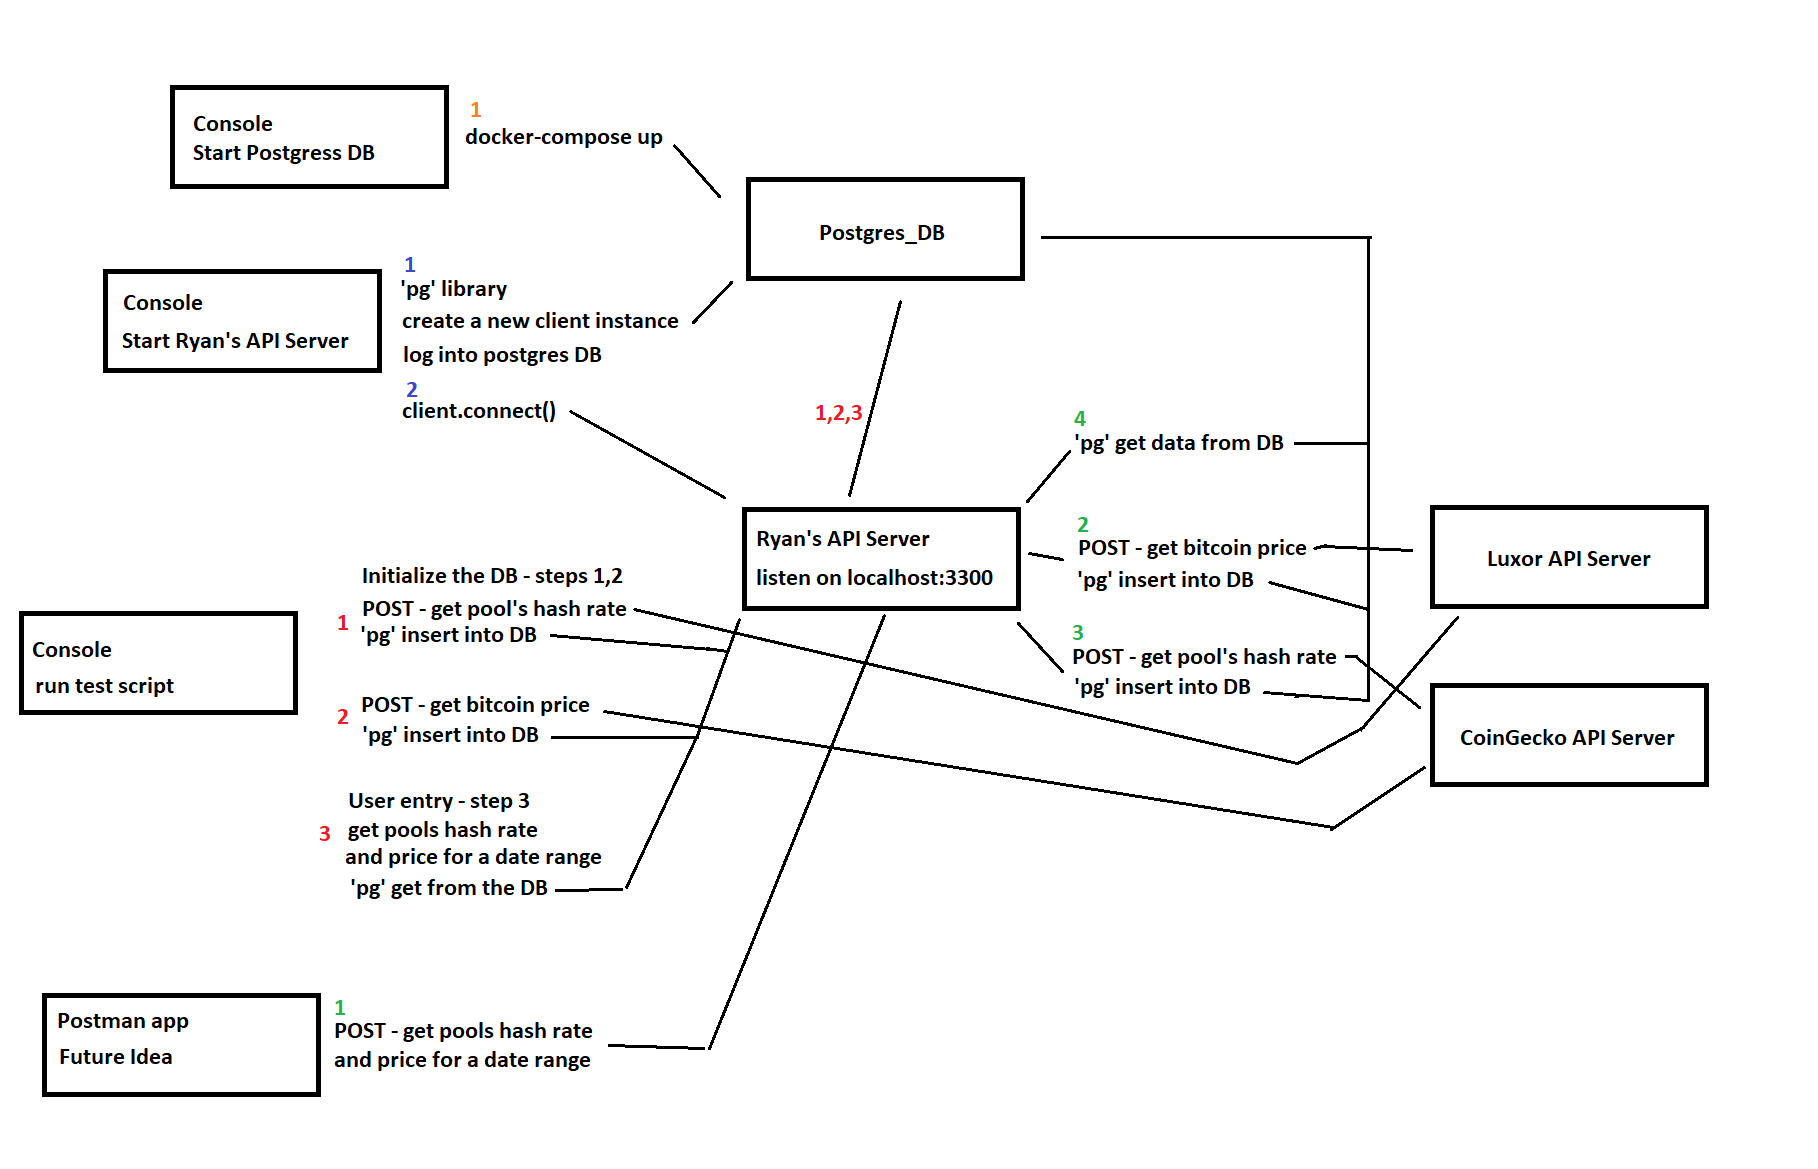 Console
Start Postgress DB
1
docker-compose up
Postgres_DB
Console
Start Ryan's API Server
1
'pg' library
create a new client instance
log into postgres DB
2
client.connect()
1,2,3
4
'pg' get data from DB
Ryan's API Server
listen on localhost:3300
2
POST - get bitcoin price
'pg' insert into DB
3
POST - get pool's hash rate
'pg' insert into DB
Luxor API Server
CoinGecko API Server
Console
run test script
Initialize the DB - steps 1,2
1
POST - get pool's hash rate
'pg' insert into DB
2
POST - get bitcoin price
'pg' insert into DB
User entry - step 3
3
get pools hash rate
and price for a date range
'pg' get from the DB
Postman app
Future Idea
1
POST - get pools hash rate
and price for a date range